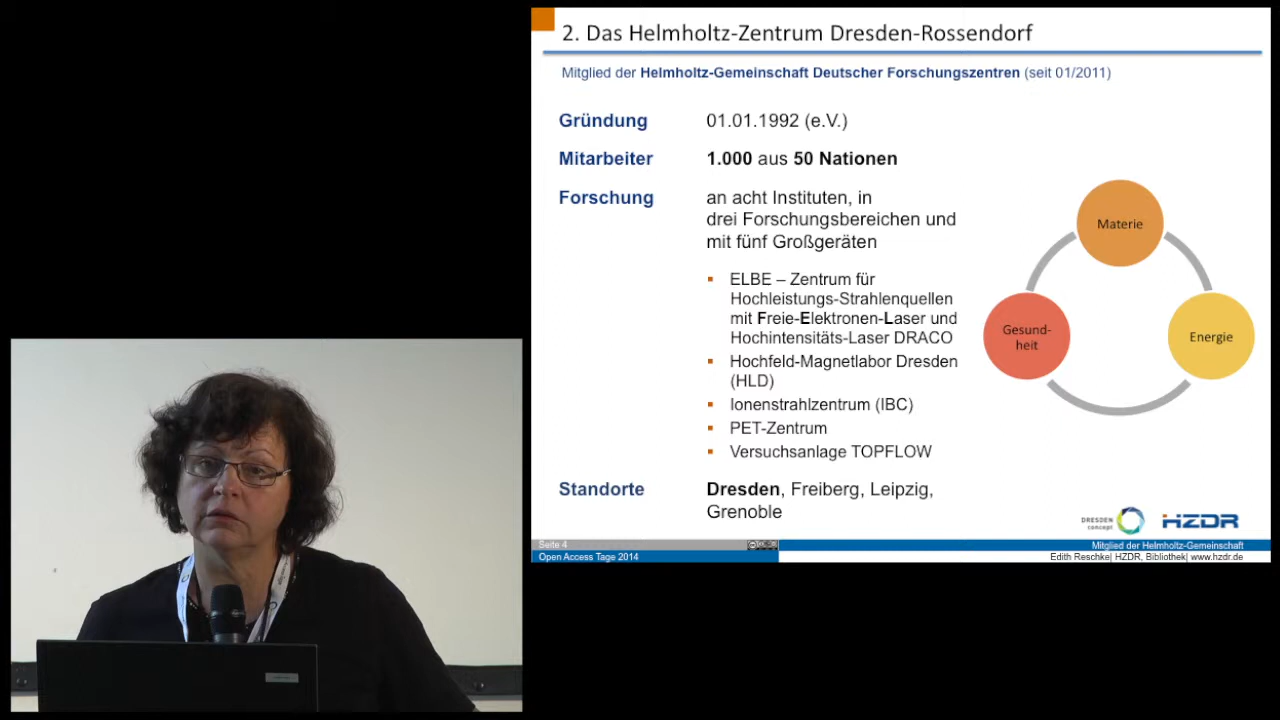 2. Das Helmholtz-Zentrum Dresden-Rossendorf
Mitglied der Helmholtz-Gemeinschaft Deutscher Forschungszentren (seit 01/2011)
Gründung 01.01.1992 (e.V.)
Mitarbeiter 1.000 aus 50 Nationen
Forschung an acht Instituten, in
drei Forschungsbereichen und
mit fünf Großgeräten
ELBE – Zentrum für
Hochleistungs-Strahlenquellen
mit Freie-Elektronen-Laser und
Hochintensitäts-Laser DRACO
Hochfeld-Magnetlabor Dresden
(HLD)
Ionenstrahlzentrum (IBC)
PET-Zentrum
Versuchsanlage TOPFLOW
Standorte Dresden, Freiberg, Leipzig,
Grenoble
Materie
Gesund-
heit
Energie
DRESDEN
concept
HZDR
Seite 4
Mitglied der Helmholtz-Gemeinschaft
Open Access Tage 2014
Edith Reschke| HZDR, Bibliothek| www.hzdr.de